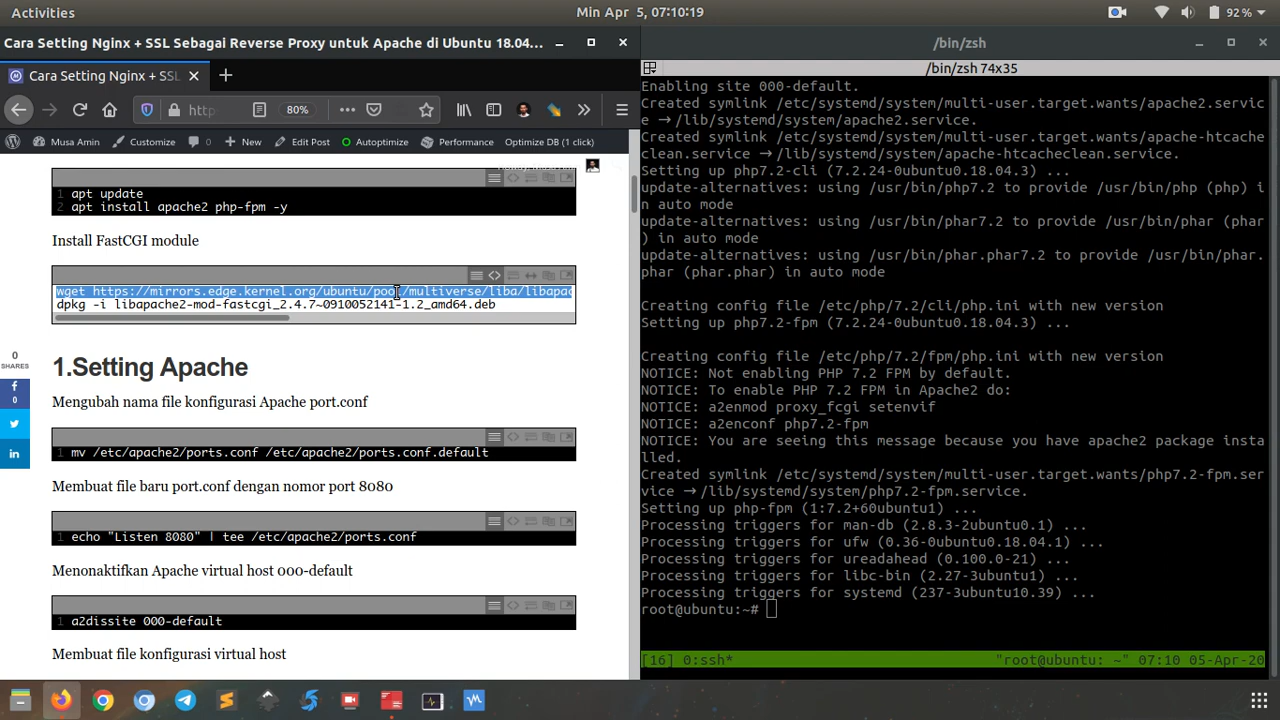 Activities
Min Apr 5, 07:10:19
92 %
Cara Setting Nginx + SSL Sebagai Reverse Proxy untuk Apache di Ubuntu 18.04...
Cara Setting Nginx + SSL
http
80%
Musa Amin
Customize
0
New
Edit Post
Autoptimize
Performance
Optimize DB (1 click)
1 apt update
2 apt install apache2 php-fpm -y
Install FastCGI module
wget https://mirrors.edge.kernel.org/ubuntu/pool/multiverse/liba/libapac
dpkg -i libapache2-mod-fastcgi_2.4.7~0910052141-1.2_amd64.deb
0
SHARES
0
1.Setting Apache
Mengubah nama file konfigurasi Apache port.conf
1 mv /etc/apache2/ports.conf /etc/apache2/ports.conf.default
Membuat file baru port.conf dengan nomor port 8080
1 echo "Listen 8080" | tee /etc/apache2/ports.conf
Menonaktifkan Apache virtual host 000-default
1 a2dissite 000-default
Membuat file konfigurasi virtual host
/bin/zsh
/bin/zsh 74x35
Enabling site 000-default.
Created symlink /etc/systemd/system/multi-user.target.wants/apache2.servic
e → /lib/systemd/system/apache2.service.
Created symlink /etc/systemd/system/multi-user.target.wants/apache-htcache
clean.service → /lib/systemd/system/apache-htcacheclean.service.
Setting up php7.2-cli (7.2.24-0ubuntu0.18.04.3) ...
update-alternatives: using /usr/bin/php7.2 to provide /usr/bin/php (php) i
n auto mode
update-alternatives: using /usr/bin/phar7.2 to provide /usr/bin/phar (phar
) in auto mode
update-alternatives: using /usr/bin/phar.phar7.2 to provide /usr/bin/phar.
phar (phar.phar) in auto mode
Creating config file /etc/php/7.2/cli/php.ini with new version
Setting up php7.2-fpm (7.2.24-0ubuntu0.18.04.3) ...
Creating config file /etc/php/7.2/fpm/php.ini with new version
NOTICE: Not enabling PHP 7.2 FPM by default.
NOTICE: To enable PHP 7.2 FPM in Apache2 do:
NOTICE: a2enmod proxy_fcgi setenvif
NOTICE: a2enconf php7.2-fpm
NOTICE: You are seeing this message because you have apache2 package insta
lled.
Created symlink /etc/systemd/system/multi-user.target.wants/php7.2-fpm.ser
vice → /lib/systemd/system/php7.2-fpm.service.
Setting up php-fpm (1:7.2+60ubuntu1) ...
Processing triggers for man-db (2.8.3-2ubuntu0.1) ...
Processing triggers for ufw (0.36-0ubuntu0.18.04.1) ...
Processing triggers for ureadahead (0.100.0-21) ...
Processing triggers for libc-bin (2.27-3ubuntu1) ...
Processing triggers for systemd (237-3ubuntu10.39) ...
root@ubuntu:~#
[16] 0:ssh*
"root@ubuntu: ~" 07:10 05-Apr-20